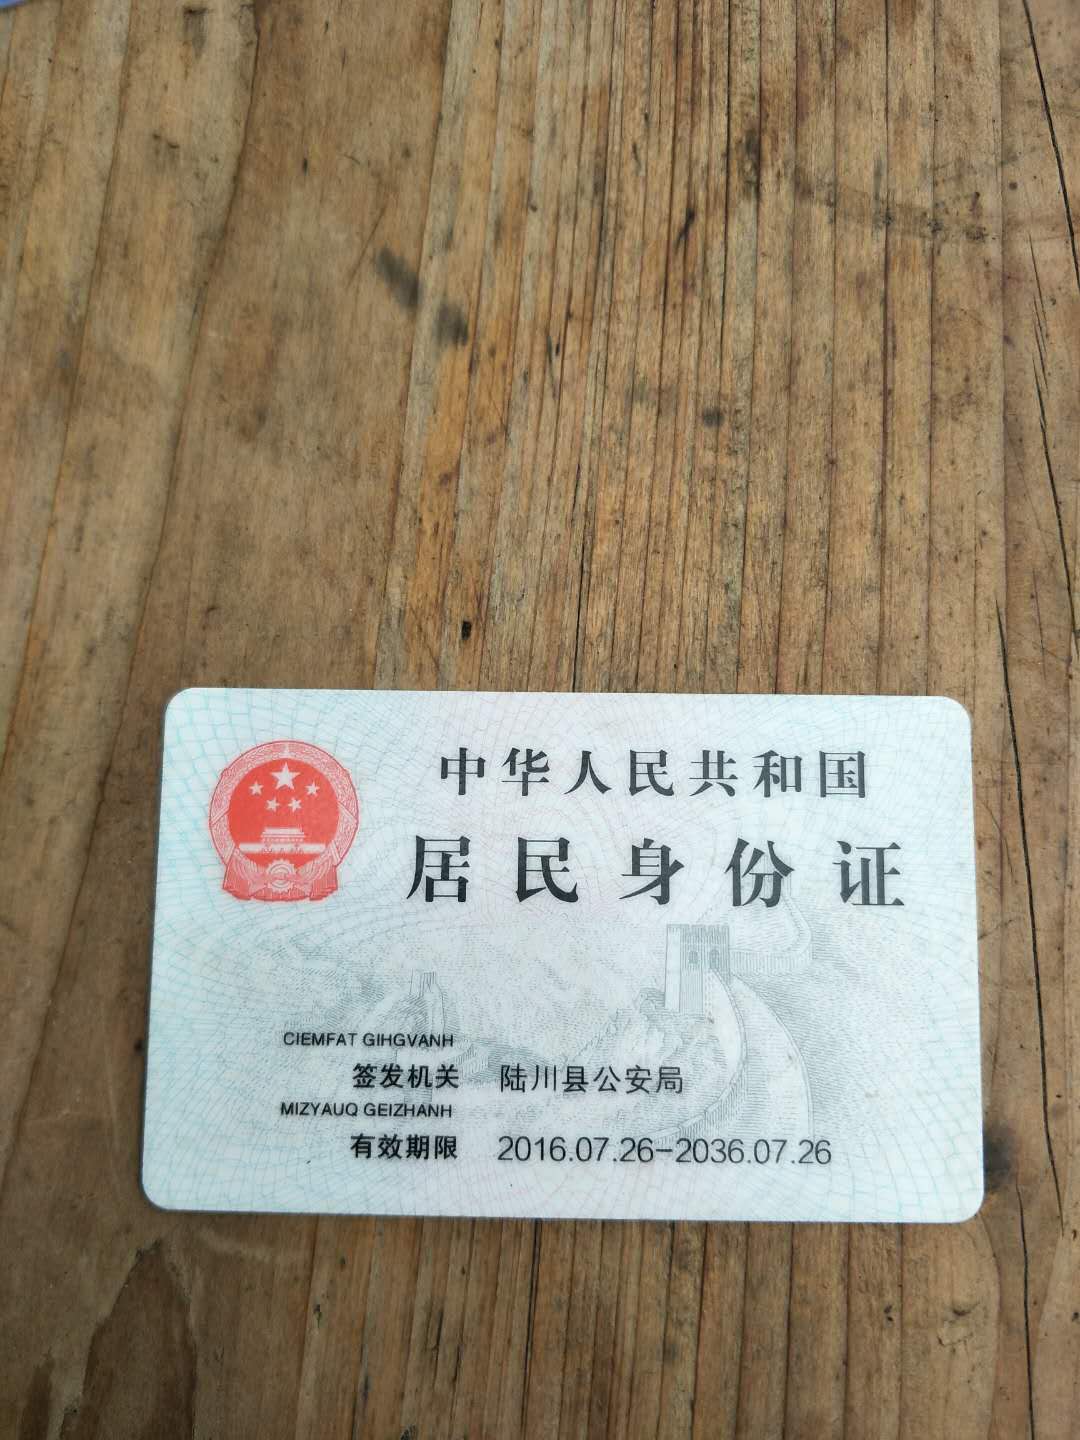 中华人民共和国
居民身份证
CIEMFAT GIHGVANH
签发机关 陆川县公安局
MIZYAUQ GEIZHANH
有效期限 2016.07.26-2036.07.26